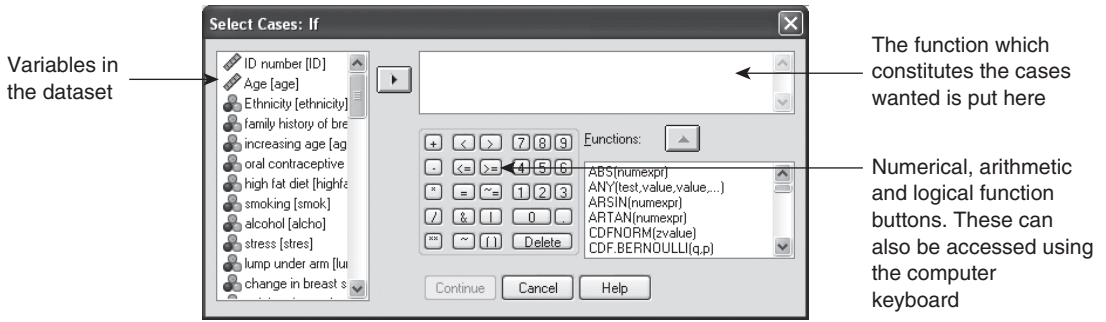 Select Cases: If
Variables in
the dataset
ID number [ID]
Age [age]
Ethnicity [ethnicity]
family history of bre
increasing age [ag
oral contraceptive
high fat diet [highfa
smoking [smok]
alcohol [alcho]
stress [stres]
lump under arm [lu
change in breast s
+ < > 7 8 9
- <= >= 4 5 6
* = ~= 1 2 3
/ & | 0 .
** ~ () Delete
Functions:
ABS(numexpr)
ANY(test,value,value,...)
ARSIN(numexpr)
ARTAN(numexpr)
CDFNORM(zvalue)
CDF.BERNOULLI(q,p)
Continue Cancel Help
The function which
constitutes the cases
wanted is put here
Numerical, arithmetic
and logical function
buttons. These can
also be accessed using
the computer
keyboard